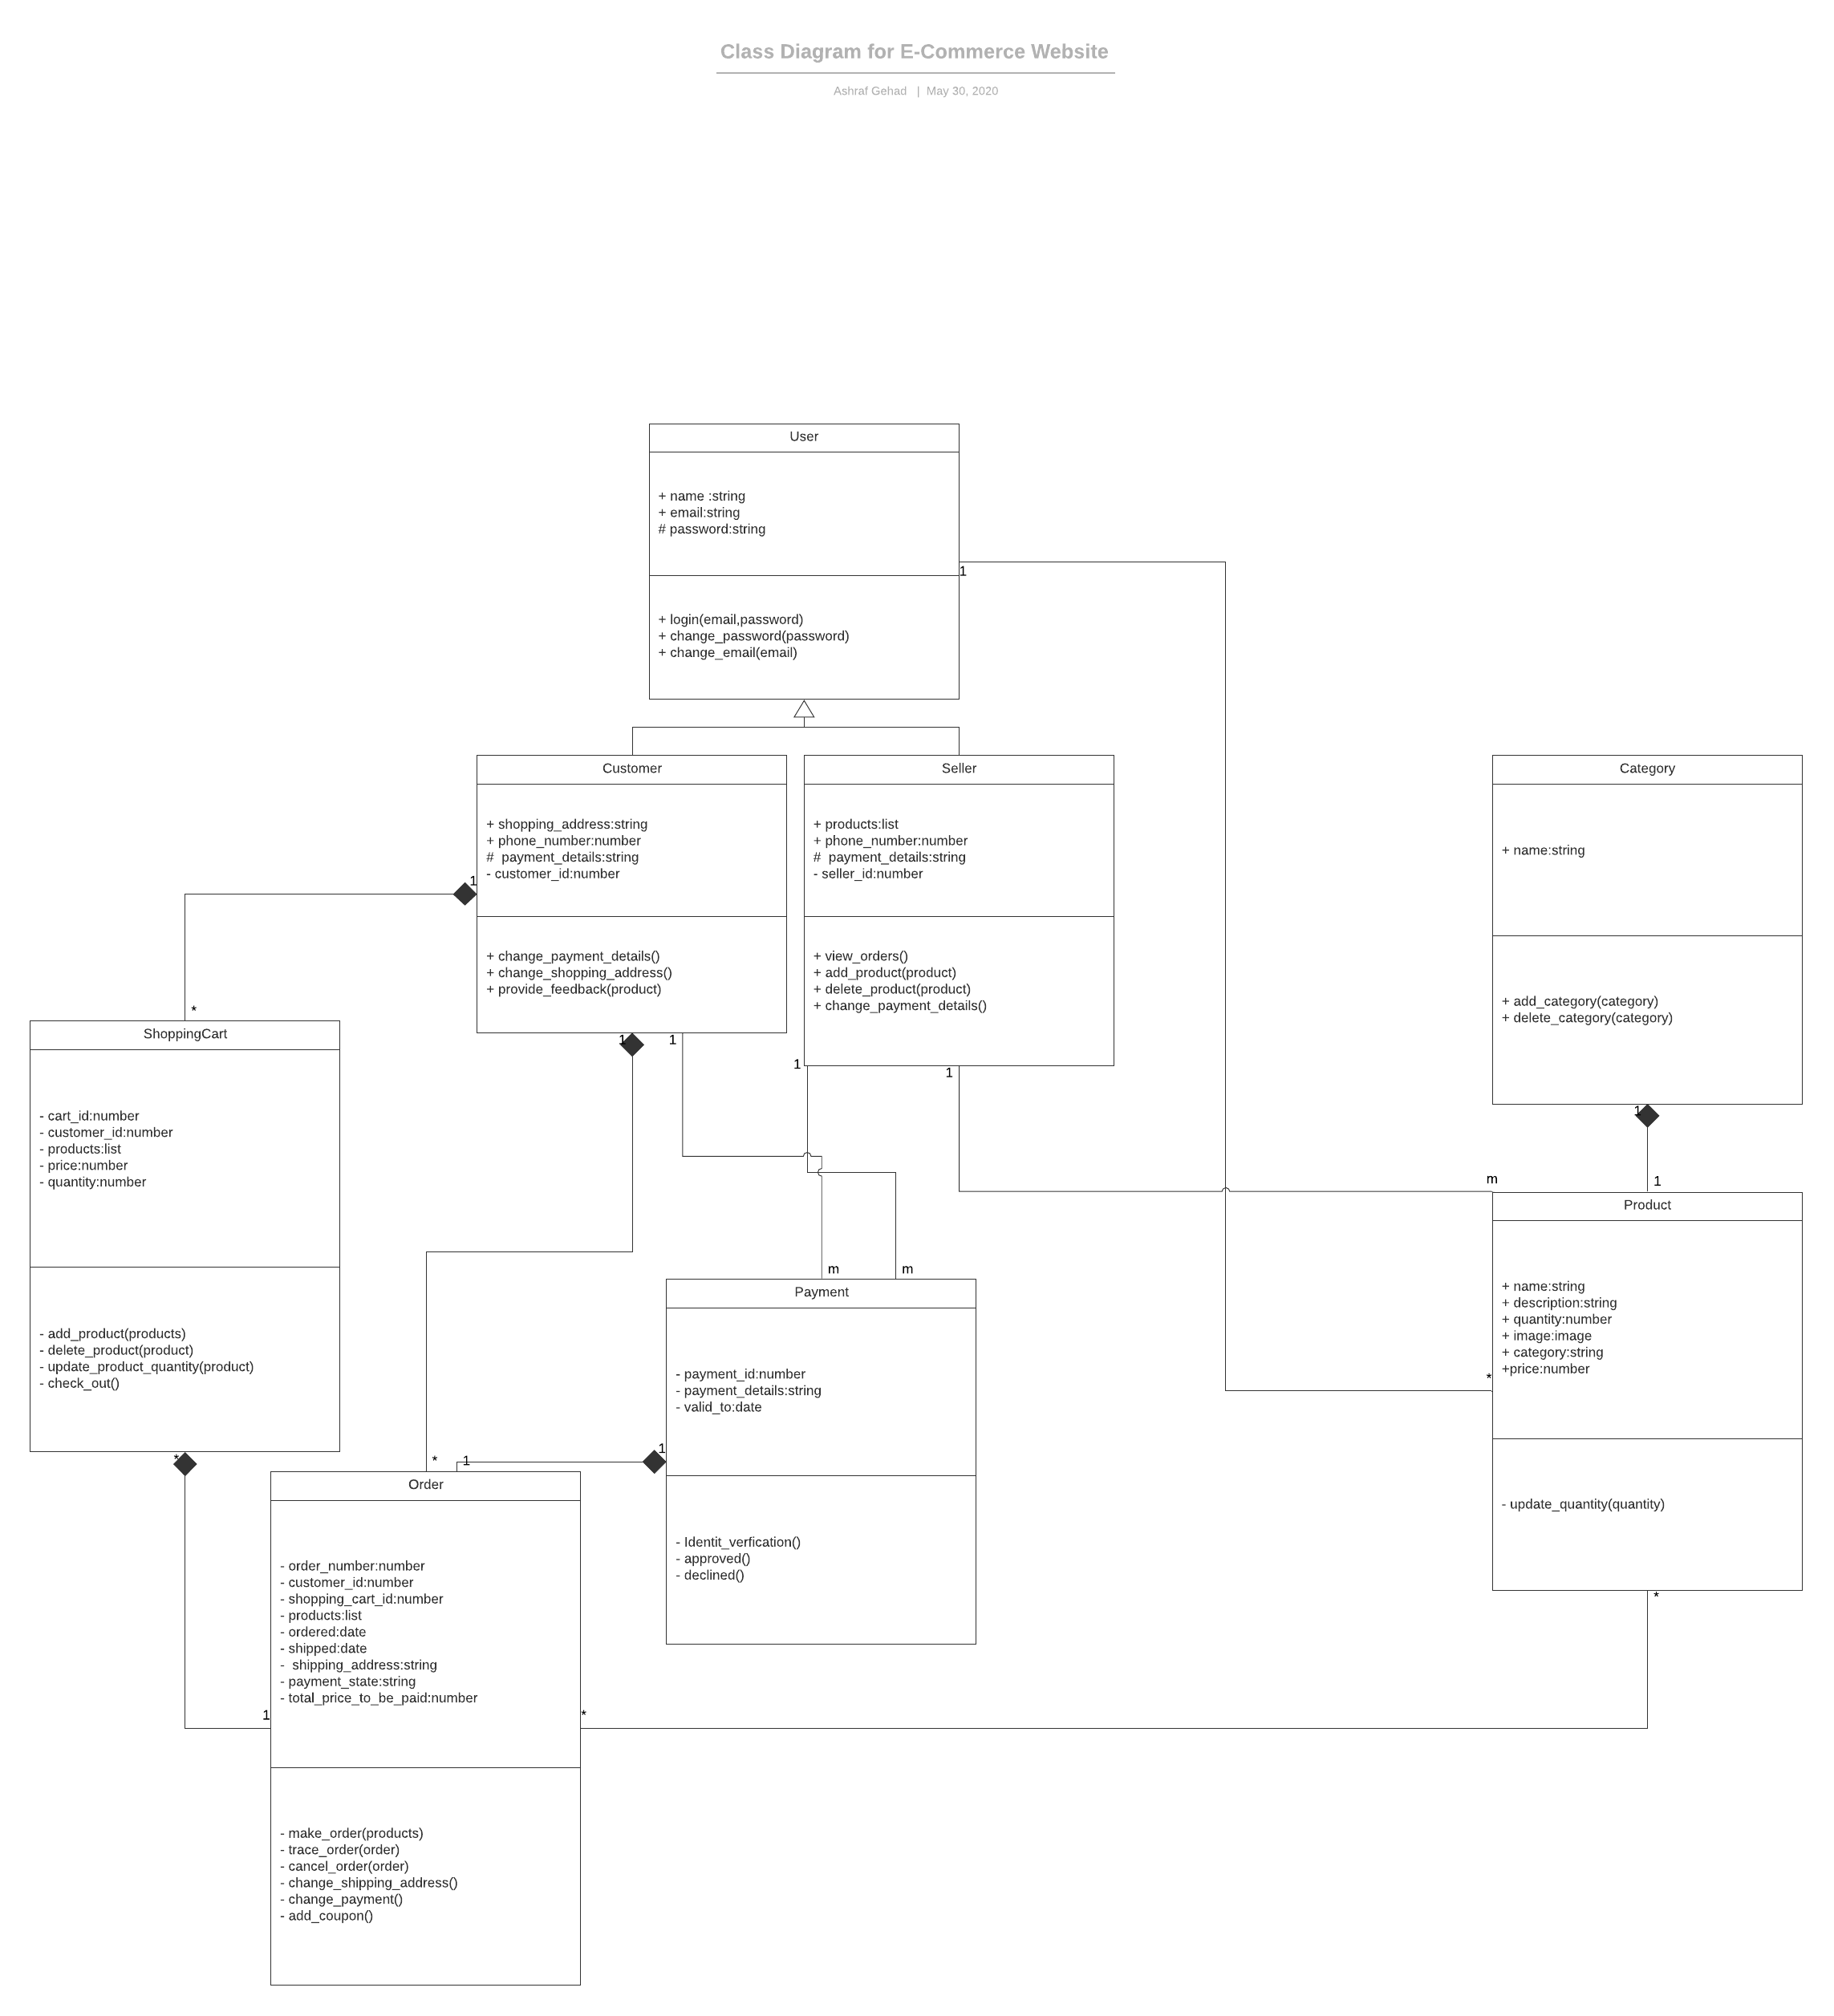 Class Diagram for E-Commerce Website
Ashraf Gehad | May 30, 2020
User
+ name :string
+ email:string
# password:string
1
+ login(email,password)
+ change_password(password)
+ change_email(email)
Customer
+ shopping_address:string
+ phone_number:number
#  payment_details:string
- customer_id:number
1
+ change_payment_details()
+ change_shopping_address()
+ provide_feedback(product)
1
1
Seller
+ products:list
+ phone_number:number
#  payment_details:string
- seller_id:number
+ view_orders()
+ add_product(product)
+ delete_product(product)
+ change_payment_details()
1
1
Category
+ name:string
+ add_category(category)
+ delete_category(category)
1
*
ShoppingCart
- cart_id:number
- customer_id:number
- products:list
- price:number
- quantity:number
- add_product(products)
- delete_product(product)
- update_product_quantity(product)
- check_out()
*
m
m
Payment
- payment_id:number
- payment_details:string
- valid_to:date
1
- Identit_verfication()
- approved()
- declined()
m
1
Product
+ name:string
+ description:string
+ quantity:number
+ image:image
+ category:string
+price:number
*
- update_quantity(quantity)
*
*
1
Order
- order_number:number
- customer_id:number
- shopping_cart_id:number
- products:list
- ordered:date
- shipped:date
-  shipping_address:string
- payment_state:string
- total_price_to_be_paid:number
1
*
- make_order(products)
- trace_order(order)
- cancel_order(order)
- change_shipping_address()
- change_payment()
- add_coupon()